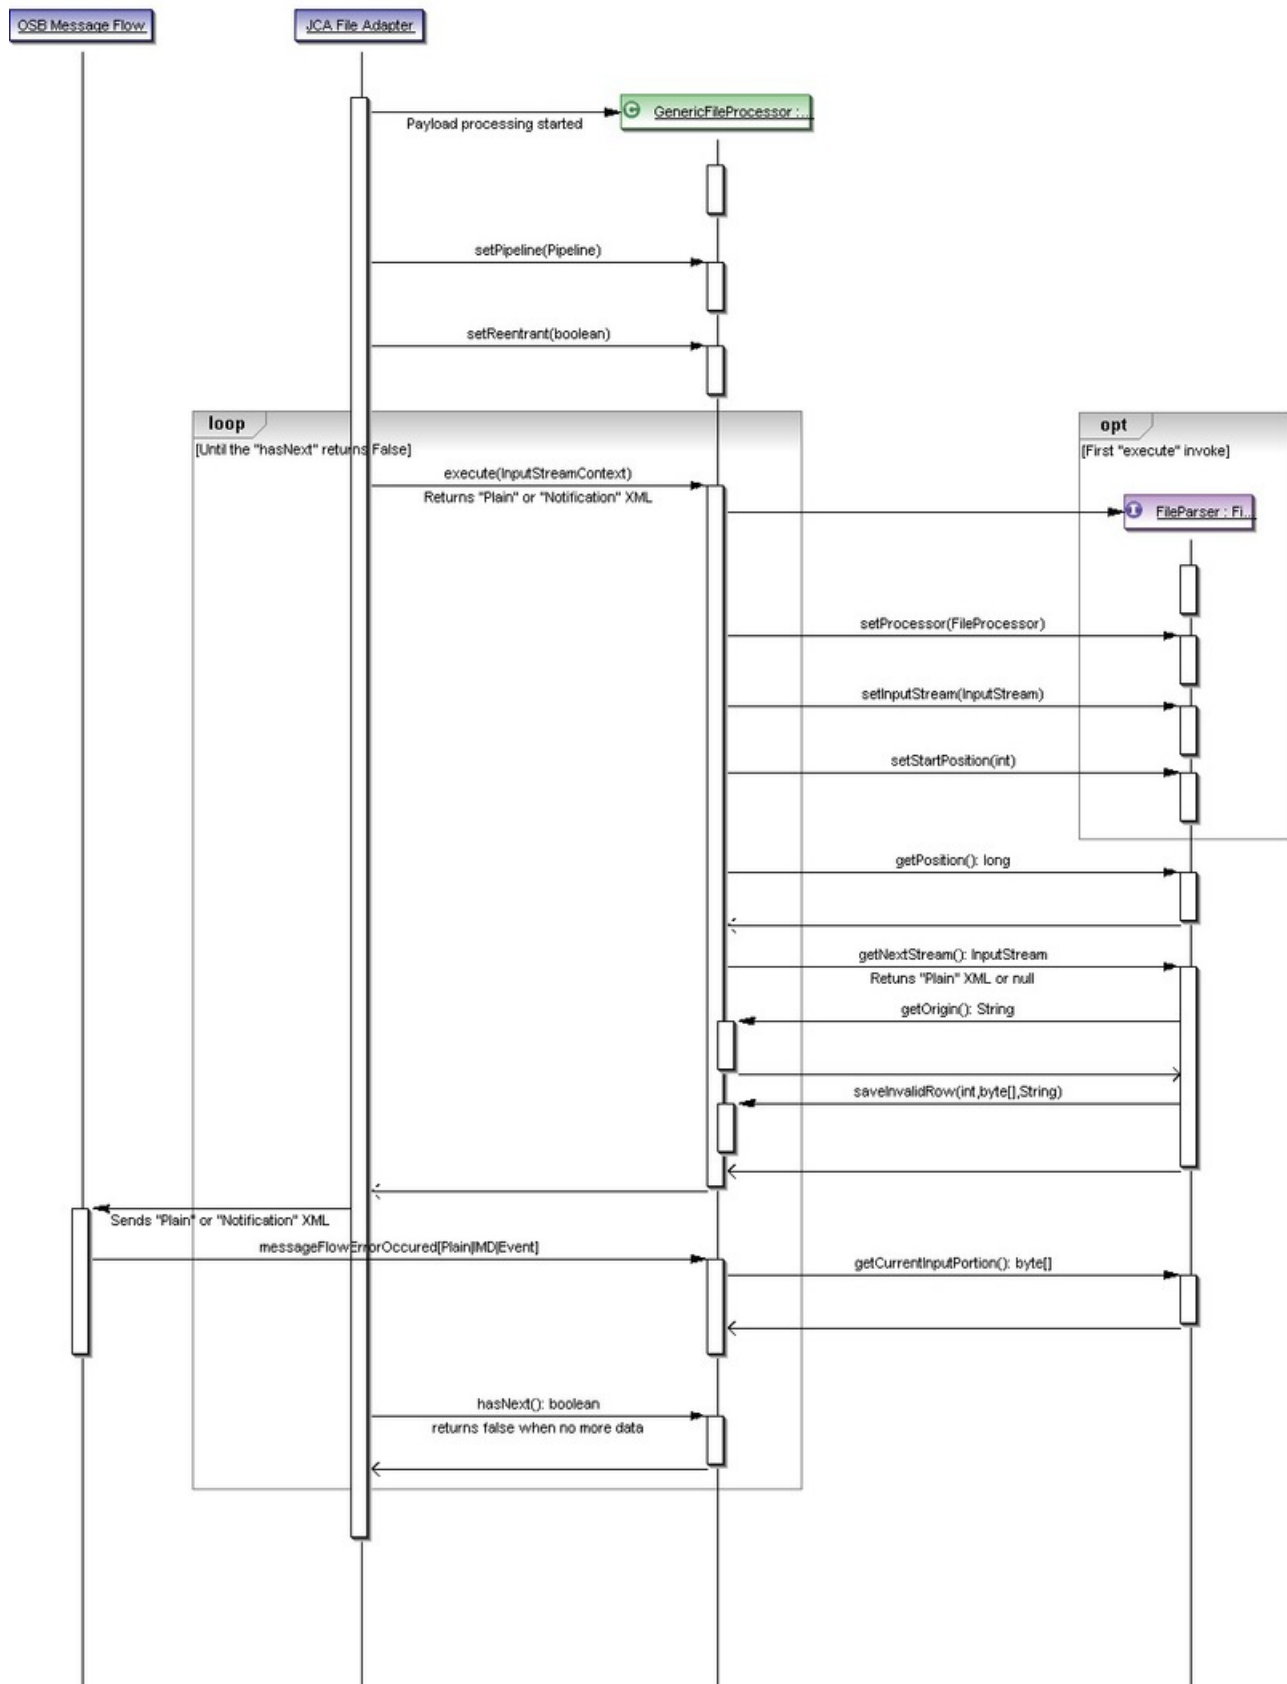 OSB Message Flow
JCA File Adapter
GenericFileProcessor :...
Payload processing started
setPipeline(Pipeline)
setReentrant(boolean)
loop
[Until the "hasNext" returns False]
opt
[First "execute" invoke]
execute(InputStreamContext)
Returns "Plain" or "Notification" XML
FileParser : Fi...
setProcessor(FileProcessor)
setInputStream(InputStream)
setStartPosition(int)
getPosition(): long
getNextStream(): InputStream
Retuns "Plain" XML or null
getOrigin(): String
saveInvalidRow(int,byte[],String)
Sends "Plain" or "Notification" XML
messageFlowErrorOccured[Plain|IMD|Event]
getCurrentInputPortion(): byte[]
hasNext(): boolean
returns false when no more data